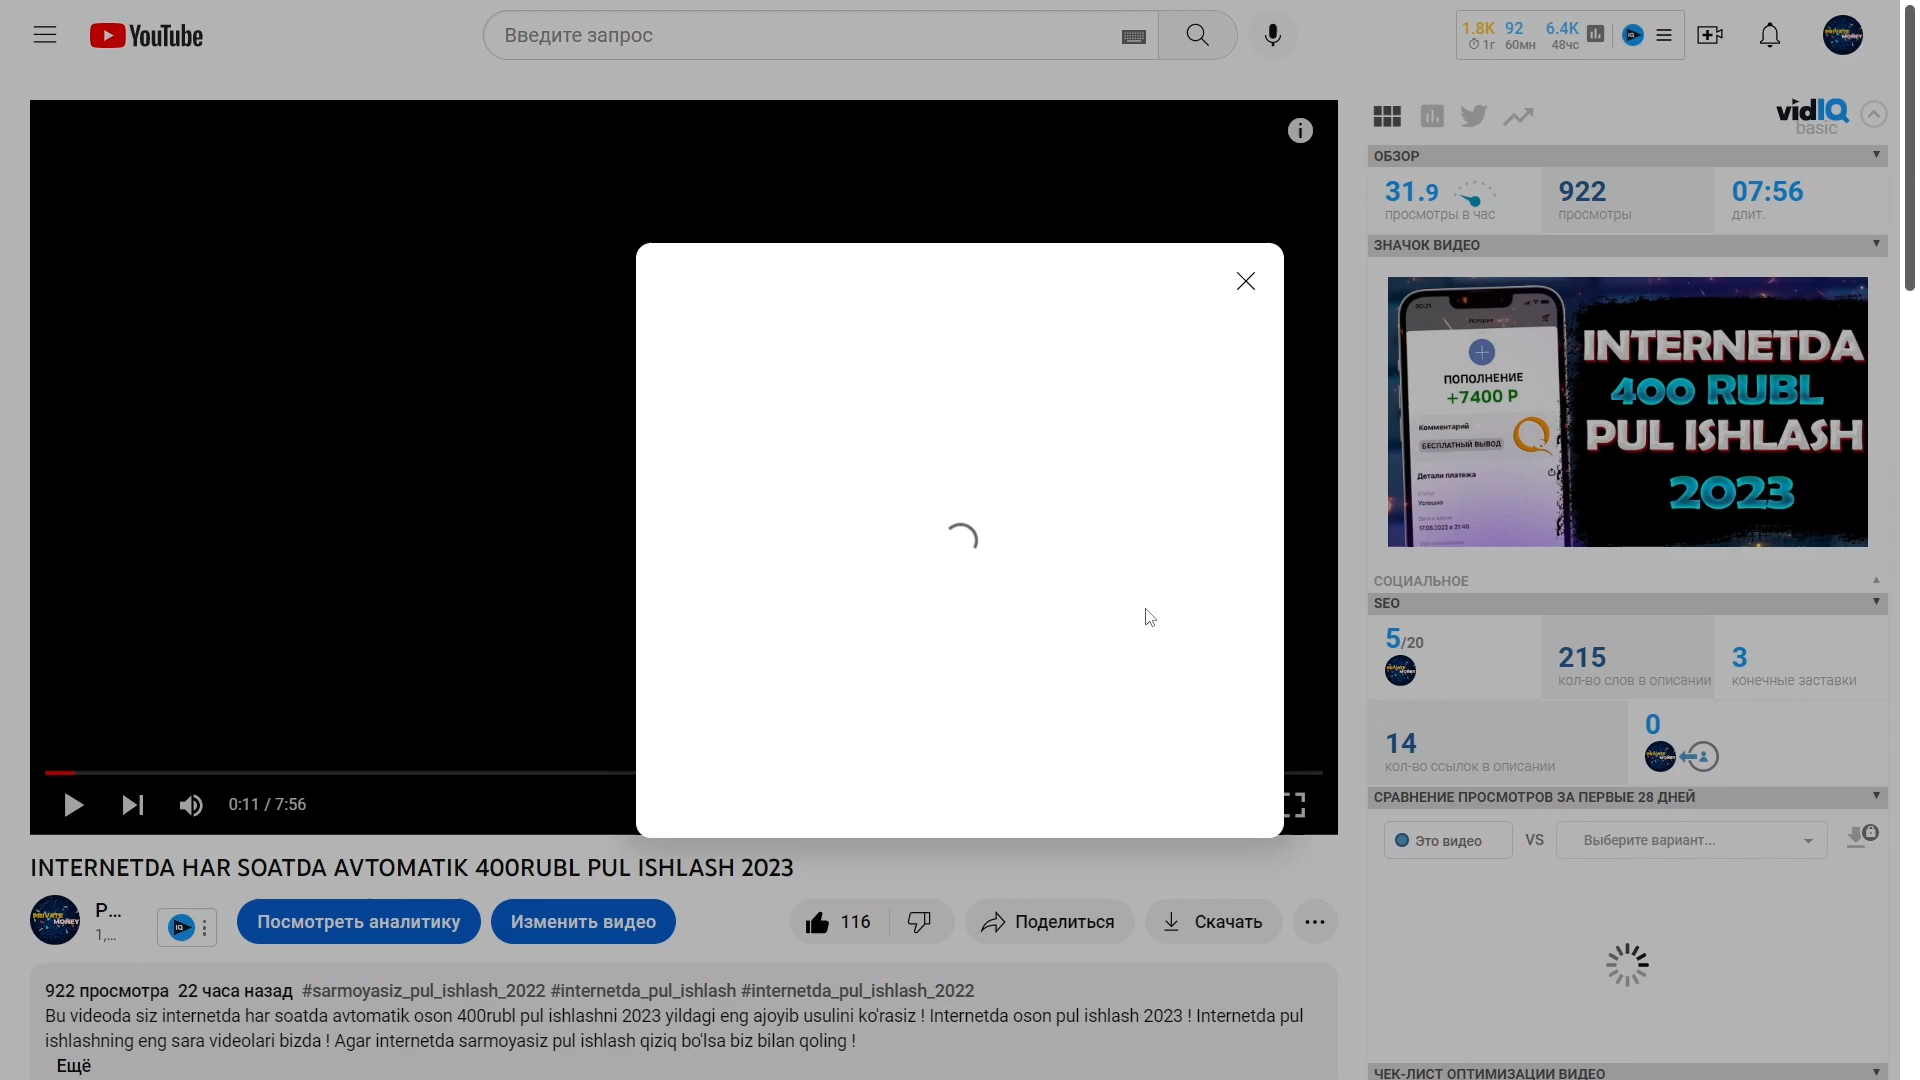 YouTube
Введите запрос
1.8K 92 6.4K
1г 60мн 48чс
vidIQ
basic
ОБЗОР
31.9
просмотры в час
922
просмотры
07:56
длит.
ЗНАЧОК ВИДЕО
История
ПОПОЛНЕНИЕ
+7400 Р
Комментарий
БЕСПЛАТНЫЙ ВЫВОД
Детали платежа
Успешно
INTERNETDA
400 RUBL
PUL ISHLASH
2023
СОЦИАЛЬНОЕ
SEO
5/20
215
кол-во слов в описании
3
конечные заставки
14
кол-во ссылок в описании
0
СРАВНЕНИЕ ПРОСМОТРОВ ЗА ПЕРВЫЕ 28 ДНЕЙ
Это видео VS Выберите вариант...
ЧЕК-ЛИСТ ОПТИМИЗАЦИИ ВИДЕО
0:11 / 7:56
INTERNETDA HAR SOATDA AVTOMATIK 400RUBL PUL ISHLASH 2023
PRIVATE MONEY
P...
1,...
IQ
Посмотреть аналитику
Изменить видео
116
Поделиться
Скачать
922 просмотра 22 часа назад #sarmoyasiz_pul_ishlash_2022 #internetda_pul_ishlash #internetda_pul_ishlash_2022
Bu videoda siz internetda har soatda avtomatik oson 400rubl pul ishlashni 2023 yildagi eng ajoyib usulini ko'rasiz ! Internetda oson pul ishlash 2023 ! Internetda pul
ishlashning eng sara videolari bizda ! Agar internetda sarmoyasiz pul ishlash qiziq bo'lsa biz bilan qoling !
Ещё